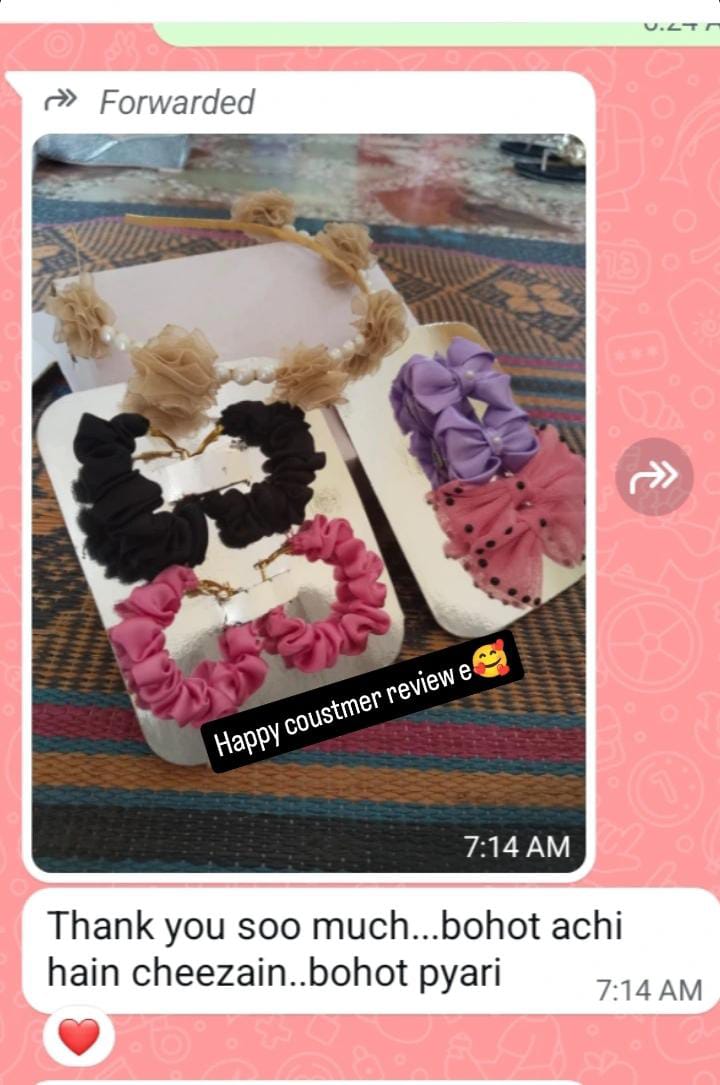 Forwarded
Happy coustmer review e🥰
7:14 AM
Thank you soo much...bohot achi
hain cheezain..bohot pyari
7:14 AM